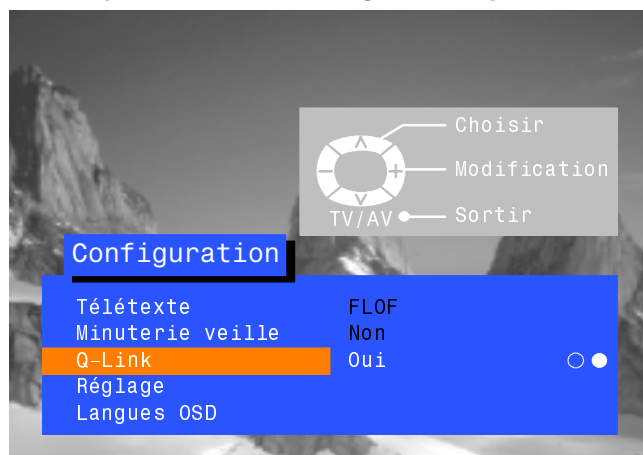 Choisir
Modification
TV/AV Sortir
Configuration
Télétexte FLOF
Minuterie veille Non
Q-Link Oui
Réglage
Langues OSD